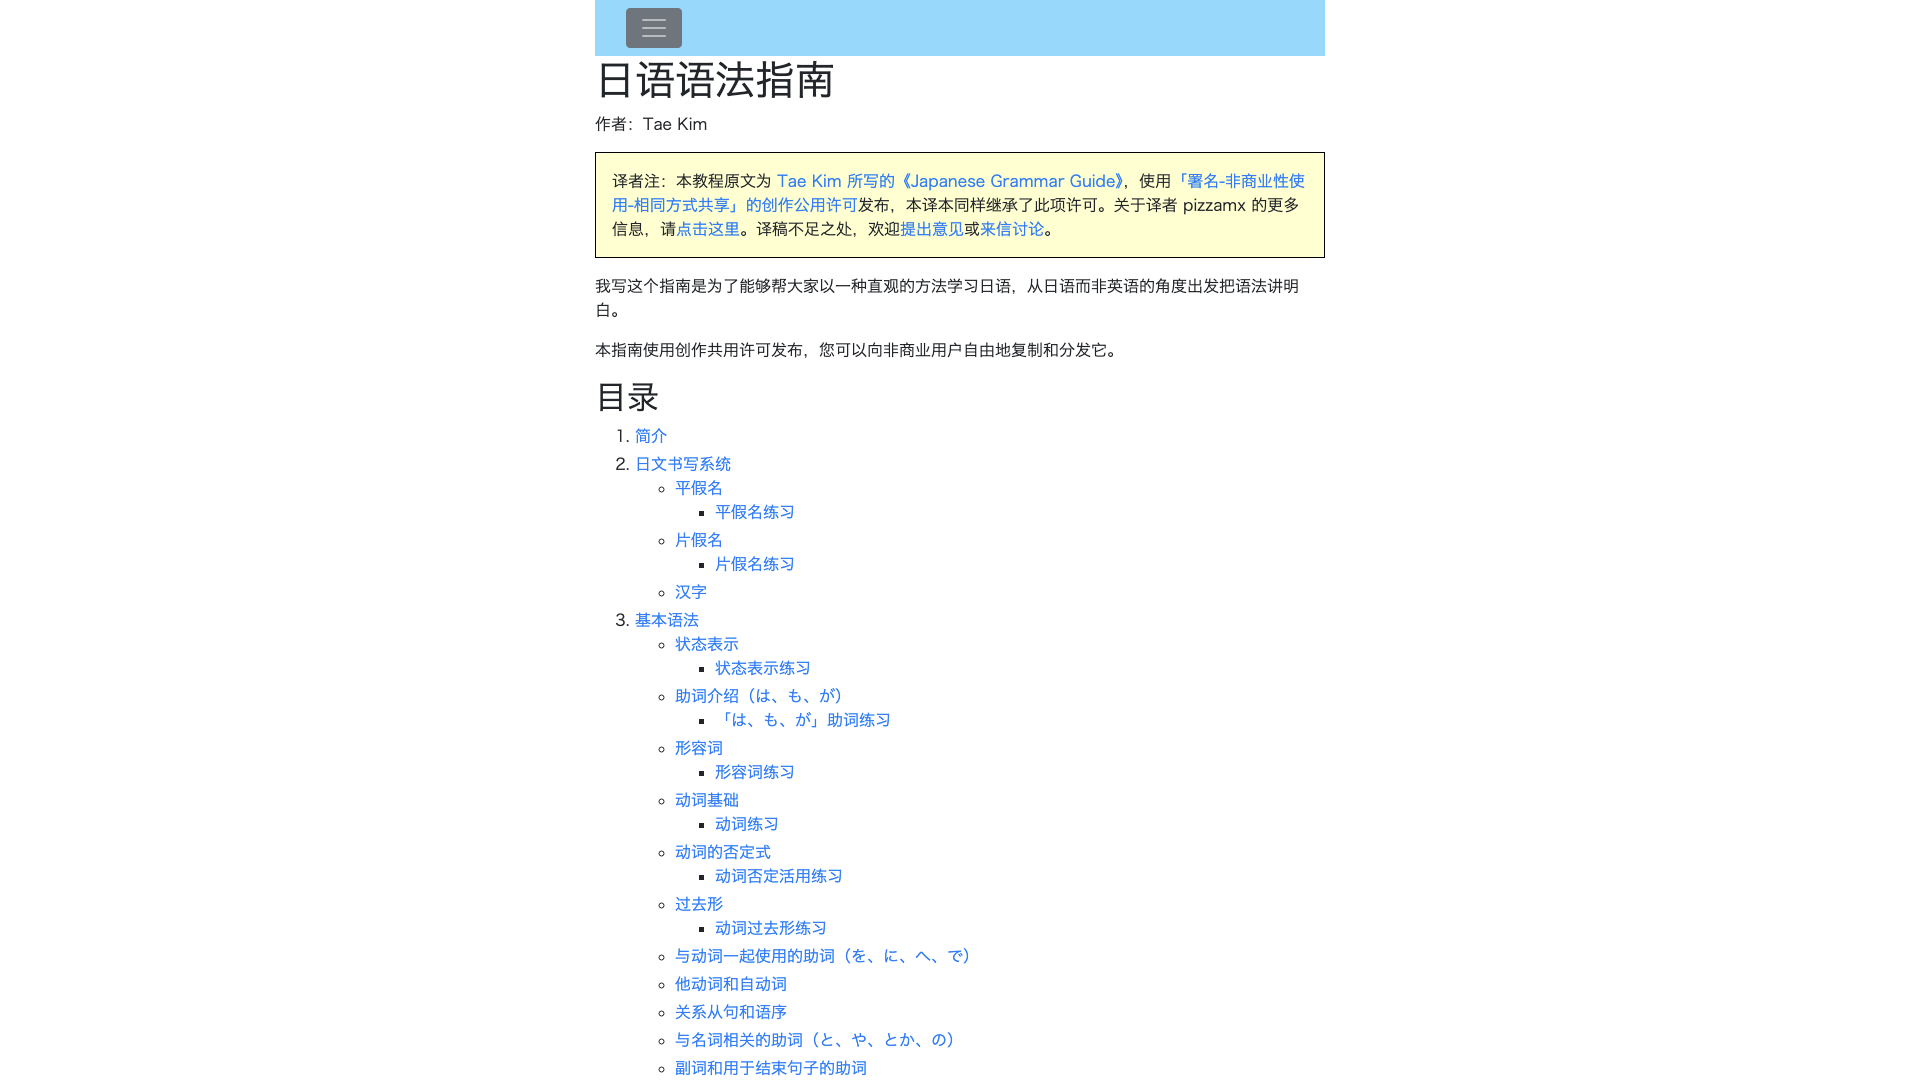 日语语法指南
作者：Tae Kim
译者注：本教程原文为 Tae Kim 所写的《Japanese Grammar Guide》，使用「署名-非商业性使
用-相同方式共享」的创作公用许可发布，本译本同样继承了此项许可。关于译者 pizzamx 的更多
信息，请点击这里。译稿不足之处，欢迎提出意见或来信讨论。
我写这个指南是为了能够帮大家以一种直观的方法学习日语，从日语而非英语的角度出发把语法讲明
白。
本指南使用创作共用许可发布，您可以向非商业用户自由地复制和分发它。
目录
1. 简介
2. 日文书写系统
平假名
平假名练习
片假名
片假名练习
汉字
3. 基本语法
状态表示
状态表示练习
助词介绍（は、も、が）
「は、も、が」助词练习
形容词
形容词练习
动词基础
动词练习
动词的否定式
动词否定活用练习
过去形
动词过去形练习
与动词一起使用的助词（を、に、へ、で）
他动词和自动词
关系从句和语序
与名词相关的助词（と、や、とか、の）
副词和用于结束句子的助词